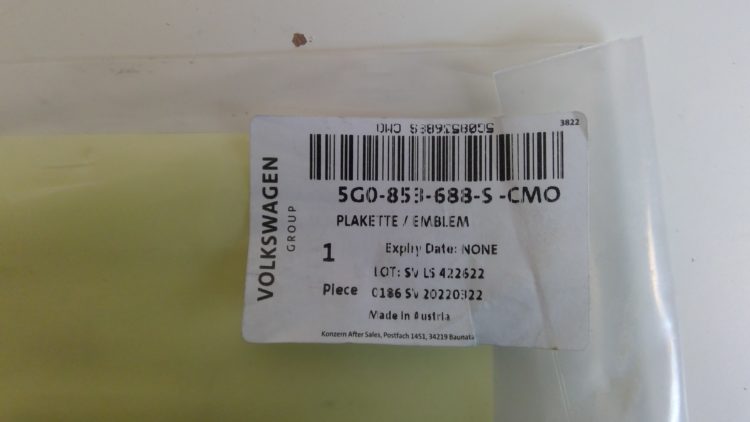 3822
5G0853688S CMO
5G0-853-688-S -CMO
PLAKETTE / EMBLEM
VOLKSWAGEN
GROUP
1
Expiry Date: NONE
LOT: SV LS 422622
Piece 0186 SV 20220322
Made in Austria
Konzern After Sales, Postfach 1451, 34219 Baunata